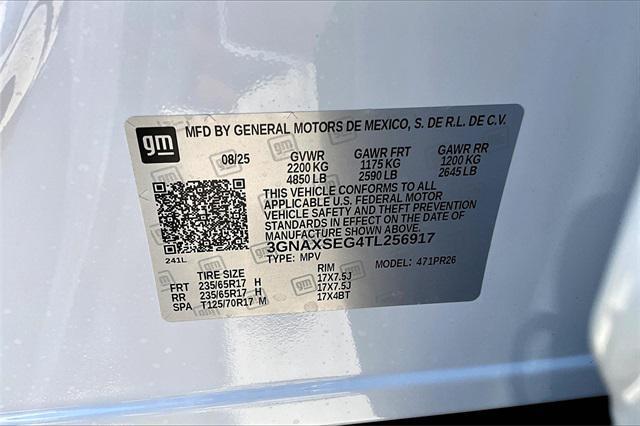 gm MFD BY GENERAL MOTORS DE MEXICO, S. DE R.L. DE C.V.
08/25 GVWR GAWR FRT GAWR RR
2200 KG 1175 KG 1200 KG
4850 LB 2590 LB 2645 LB
THIS VEHICLE CONFORMS TO ALL
APPLICABLE U.S. FEDERAL MOTOR
VEHICLE SAFETY AND THEFT PREVENTION
STANDARDS IN EFFECT ON THE DATE OF
MANUFACTURE SHOWN ABOVE.
3GNAXSEG4TL256917
241L TYPE: MPV MODEL: 471PR26
TIRE SIZE RIM
FRT 235/65R17 H 17X7.5J
RR 235/65R17 H 17X7.5J
SPA T125/70R17 M 17X4BT